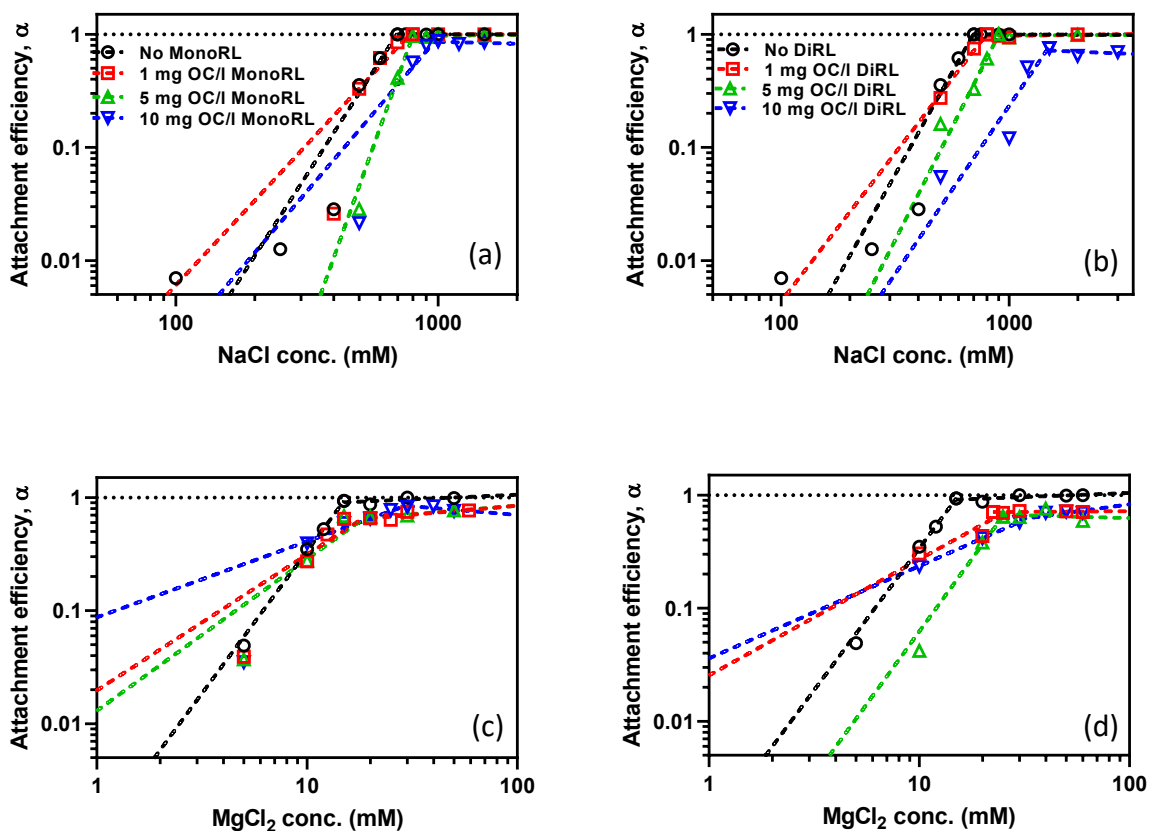 Attachment efficiency, α
1
0.1
0.01
No MonoRL
1 mg OC/l MonoRL
5 mg OC/l MonoRL
10 mg OC/l MonoRL
(a)
100
1000
NaCl conc. (mM)
Attachment efficiency, α
1
0.1
0.01
No DiRL
1 mg OC/l DiRL
5 mg OC/l DiRL
10 mg OC/l DiRL
(b)
100
1000
NaCl conc. (mM)
Attachment efficiency, α
1
0.1
0.01
(c)
1
10
100
MgCl₂ conc. (mM)
Attachment efficiency, α
1
0.1
0.01
(d)
1
10
100
MgCl₂ conc. (mM)